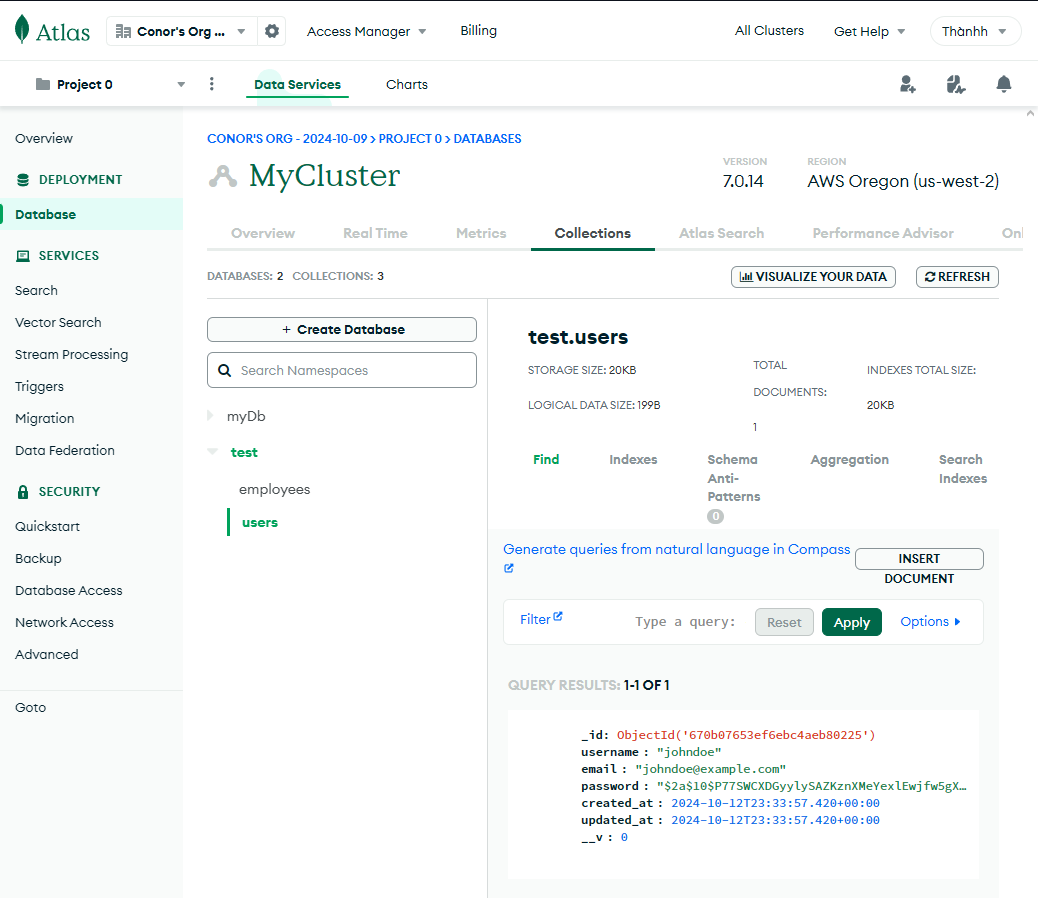 Atlas
Conor's Org ...
Access Manager
Billing
All Clusters
Get Help
Thànhh
Project 0
Data Services
Charts
Overview
DEPLOYMENT
Database
SERVICES
Search
Vector Search
Stream Processing
Triggers
Migration
Data Federation
SECURITY
Quickstart
Backup
Database Access
Network Access
Advanced
Goto
CONOR'S ORG - 2024-10-09 > PROJECT 0 > DATABASES
MyCluster
VERSION
7.0.14
REGION
AWS Oregon (us-west-2)
Overview
Real Time
Metrics
Collections
Atlas Search
Performance Advisor
Onl
DATABASES: 2 COLLECTIONS: 3
VISUALIZE YOUR DATA
REFRESH
+ Create Database
Search Namespaces
myDb
test
employees
users
test.users
STORAGE SIZE: 20KB
LOGICAL DATA SIZE: 199B
TOTAL
DOCUMENTS:
1
INDEXES TOTAL SIZE:
20KB
Find
Indexes
Schema
Anti-
Patterns
0
Aggregation
Search
Indexes
Generate queries from natural language in Compass
INSERT
DOCUMENT
Filter
Type a query:
Reset
Apply
Options
QUERY RESULTS: 1-1 OF 1
_id: ObjectId('670b07653ef6ebc4aeb80225')
username : "johndoe"
email : "johndoe@example.com"
password : "$2a$10$P77SWCXDGyylySAZKznXMeYexlEwjfw5gX…
created_at : 2024-10-12T23:33:57.420+00:00
updated_at : 2024-10-12T23:33:57.420+00:00
__v : 0